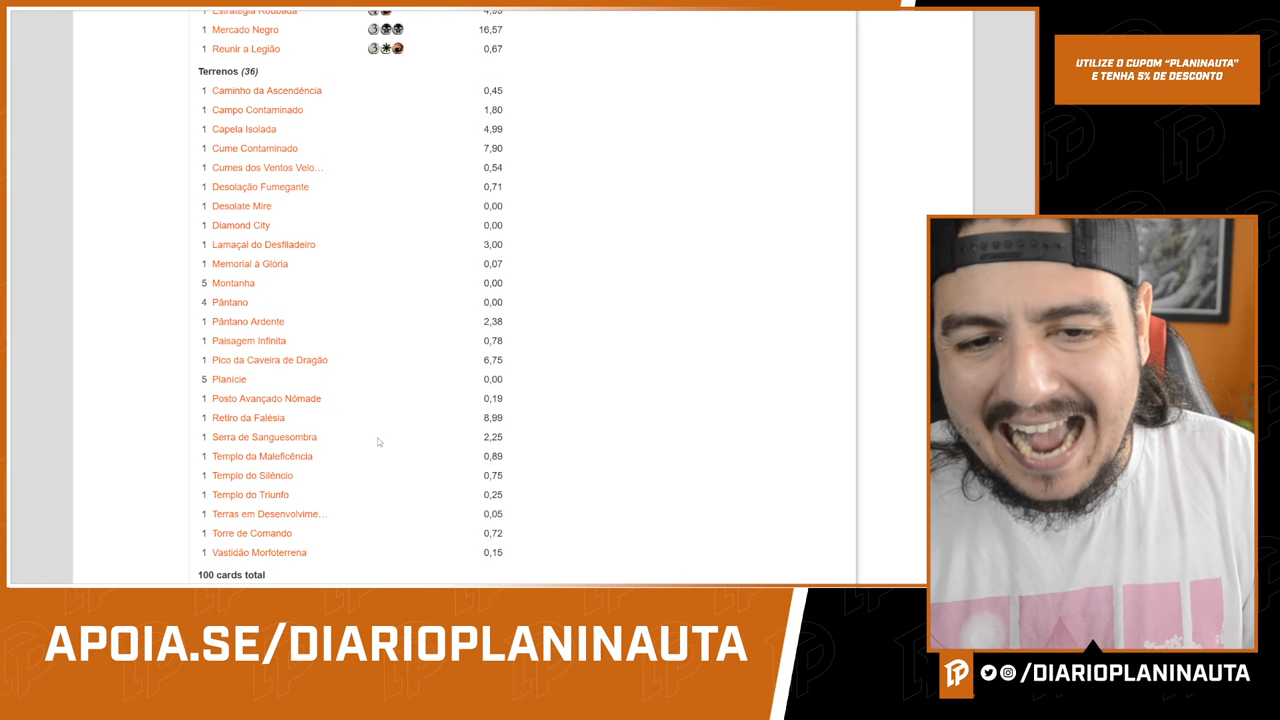 1 Estratégia Roubada 4,99
1 Mercado Negro 3 16,57
1 Reunir a Legião 3 0,67
Terrenos (36)
1 Caminho da Ascendência 0,45
1 Campo Contaminado 1,80
1 Capela Isolada 4,99
1 Cume Contaminado 7,90
1 Cumes dos Ventos Velo… 0,54
1 Desolação Fumegante 0,71
1 Desolate Mire 0,00
1 Diamond City 0,00
1 Lamaçal do Desfiladeiro 3,00
1 Memorial à Glória 0,07
5 Montanha 0,00
4 Pântano 0,00
1 Pântano Ardente 2,38
1 Paisagem Infinita 0,78
1 Pico da Caveira de Dragão 6,75
5 Planície 0,00
1 Posto Avançado Nômade 0,19
1 Retiro da Falésia 8,99
1 Serra de Sanguesombra 2,25
1 Templo da Maleficência 0,89
1 Templo do Silêncio 0,75
1 Templo do Triunfo 0,25
1 Terras em Desenvolvime… 0,05
1 Torre de Comando 0,72
1 Vastidão Morfoterrena 0,15
100 cards total
UTILIZE O CUPOM “PLANINAUTA”
E TENHA 5% DE DESCONTO
APOIA.SE/DIARIOPLANINAUTA
/DIARIOPLANINAUTA